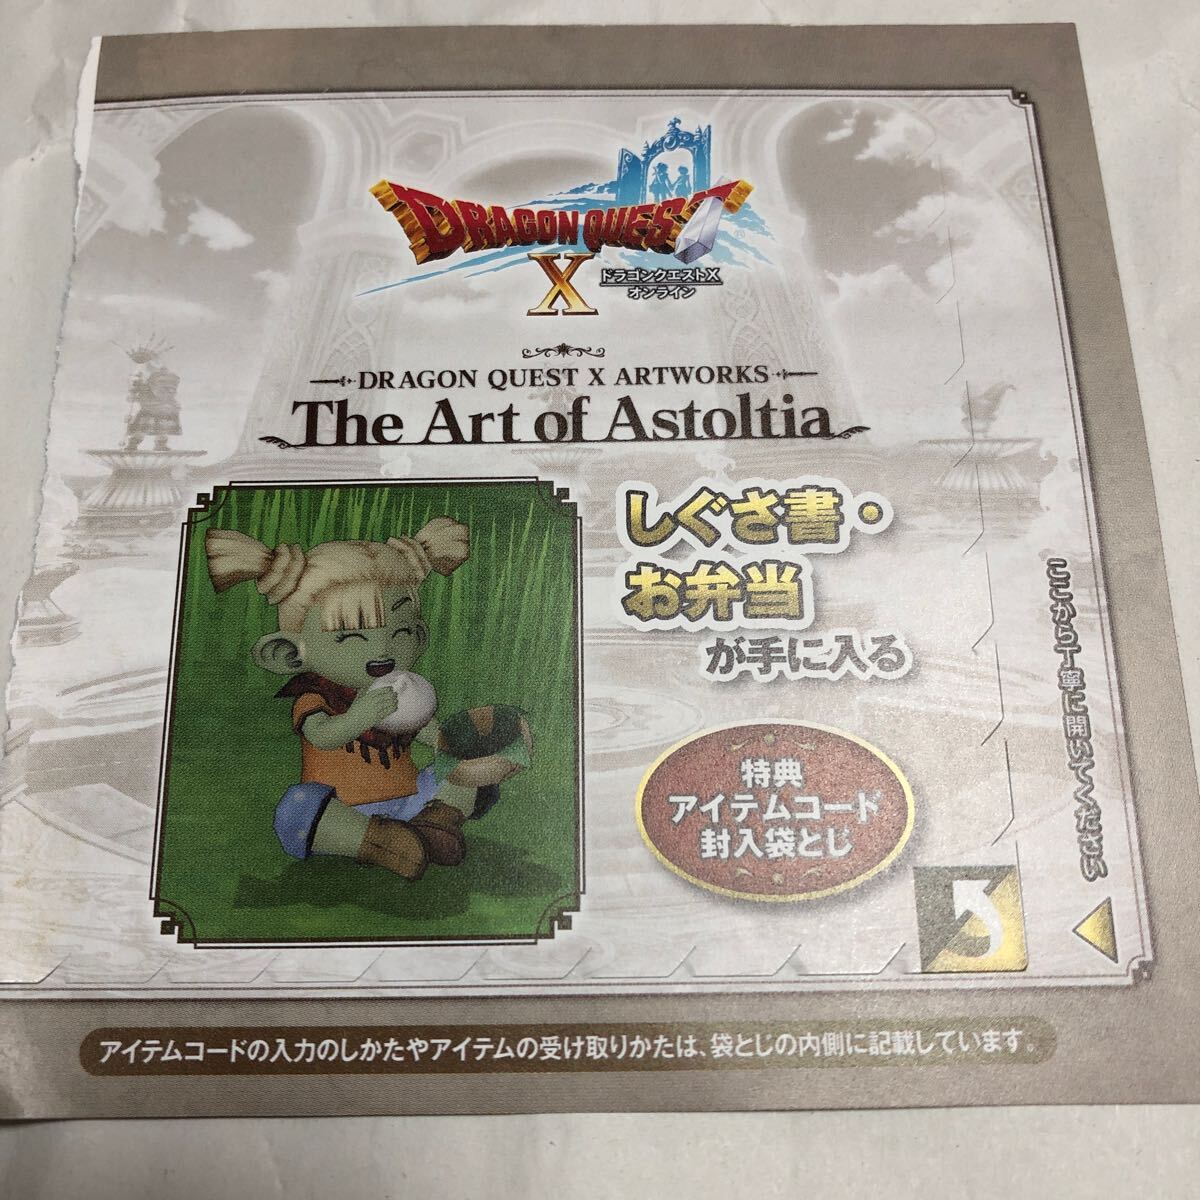 DRAGON QUEST
X
ドラゴンクエストX
オンライン
DRAGON QUEST X ARTWORKS
The Art of Astoltia
しぐさ書・
お弁当
が手に入る
特典
アイテムコード
封入袋とじ
ここから丁寧に開いてください
アイテムコードの入力のしかたやアイテムの受け取りかたは、袋とじの内側に記載しています。